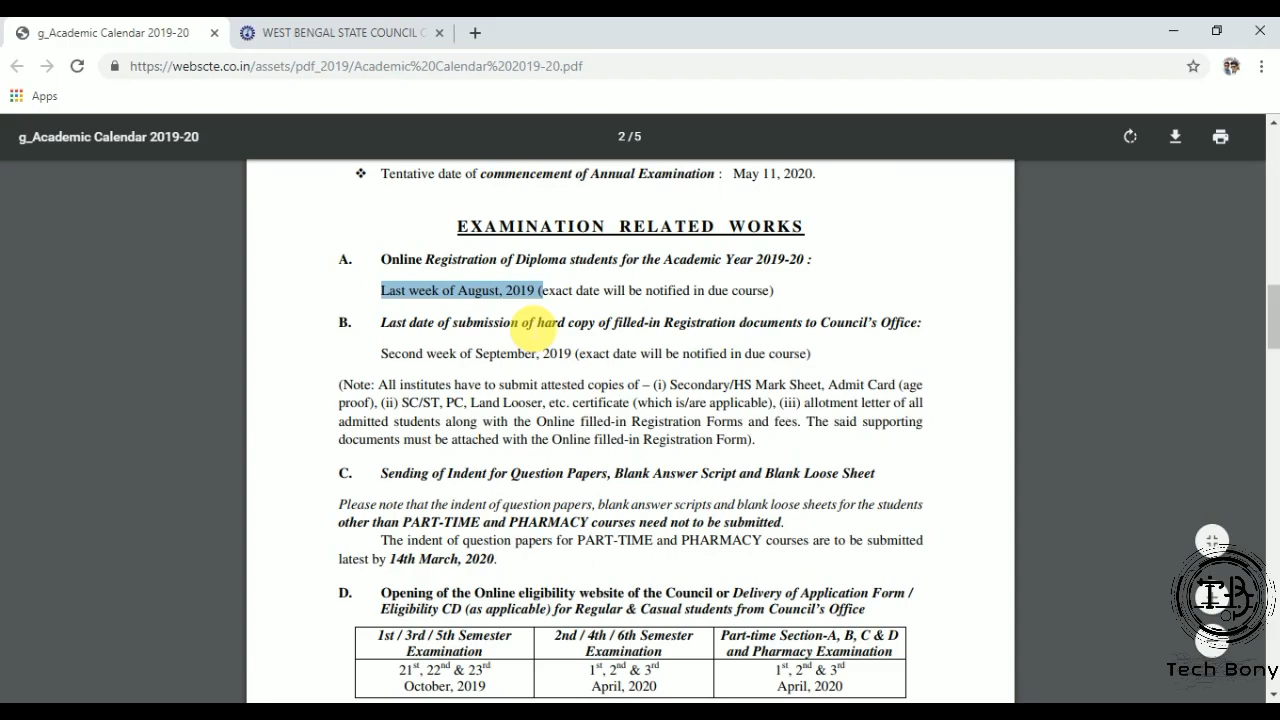 g_Academic Calendar 2019-20
WEST BENGAL STATE COUNCIL
https://webscte.co.in/assets/pdf_2019/Academic%20Calendar%202019-20.pdf
Apps
g_Academic Calendar 2019-20
2 / 5
❖ Tentative date of commencement of Annual Examination : May 11, 2020.
EXAMINATION RELATED WORKS
A. Online Registration of Diploma students for the Academic Year 2019-20 :
Last week of August, 2019 (exact date will be notified in due course)
B. Last date of submission of hard copy of filled-in Registration documents to Council's Office:
Second week of September, 2019 (exact date will be notified in due course)
(Note: All institutes have to submit attested copies of – (i) Secondary/HS Mark Sheet, Admit Card (age
proof), (ii) SC/ST, PC, Land Looser, etc. certificate (which is/are applicable), (iii) allotment letter of all
admitted students along with the Online filled-in Registration Forms and fees. The said supporting
documents must be attached with the Online filled-in Registration Form).
C. Sending of Indent for Question Papers, Blank Answer Script and Blank Loose Sheet
Please note that the indent of question papers, blank answer scripts and blank loose sheets for the students
other than PART-TIME and PHARMACY courses need not to be submitted.
The indent of question papers for PART-TIME and PHARMACY courses are to be submitted
latest by 14th March, 2020.
D. Opening of the Online eligibility website of the Council or Delivery of Application Form /
Eligibility CD (as applicable) for Regular & Casual students from Council's Office
1st / 3rd / 5th Semester
Examination
2nd / 4th / 6th Semester
Examination
Part-time Section-A, B, C & D
and Pharmacy Examination
21st, 22nd & 23rd
October, 2019
1st, 2nd & 3rd
April, 2020
1st, 2nd & 3rd
April, 2020
Tech Bony